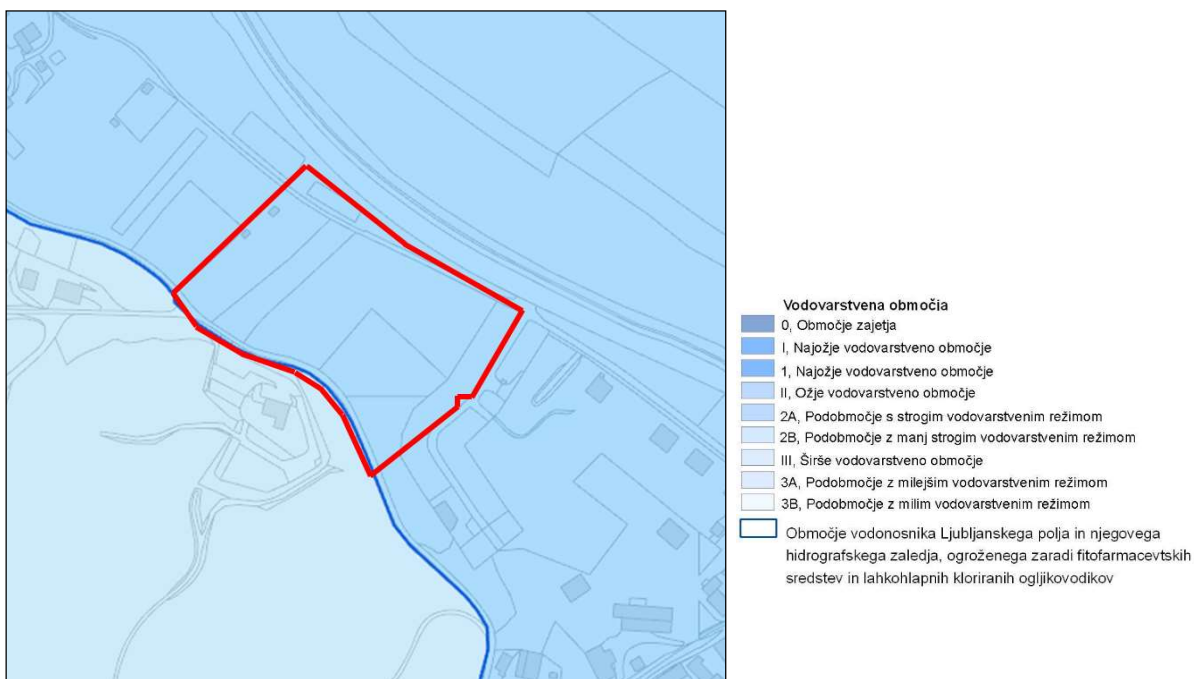 Vodovarstvena območja
0, Območje zajetja
I, Najožje vodovarstveno območje
1, Najožje vodovarstveno območje
II, Ožje vodovarstveno območje
2A, Podobmočje s strogim vodovarstvenim režimom
2B, Podobmočje z manj strogim vodovarstvenim režimom
III, Širše vodovarstveno območje
3A, Podobmočje z milejšim vodovarstvenim režimom
3B, Podobmočje z milim vodovarstvenim režimom
Območje vodonosnika Ljubljanskega polja in njegovega
hidrografskega zaledja, ogroženega zaradi fitofarmacevtskih
sredstev in lahkohlapnih kloriranih ogljikovodikov